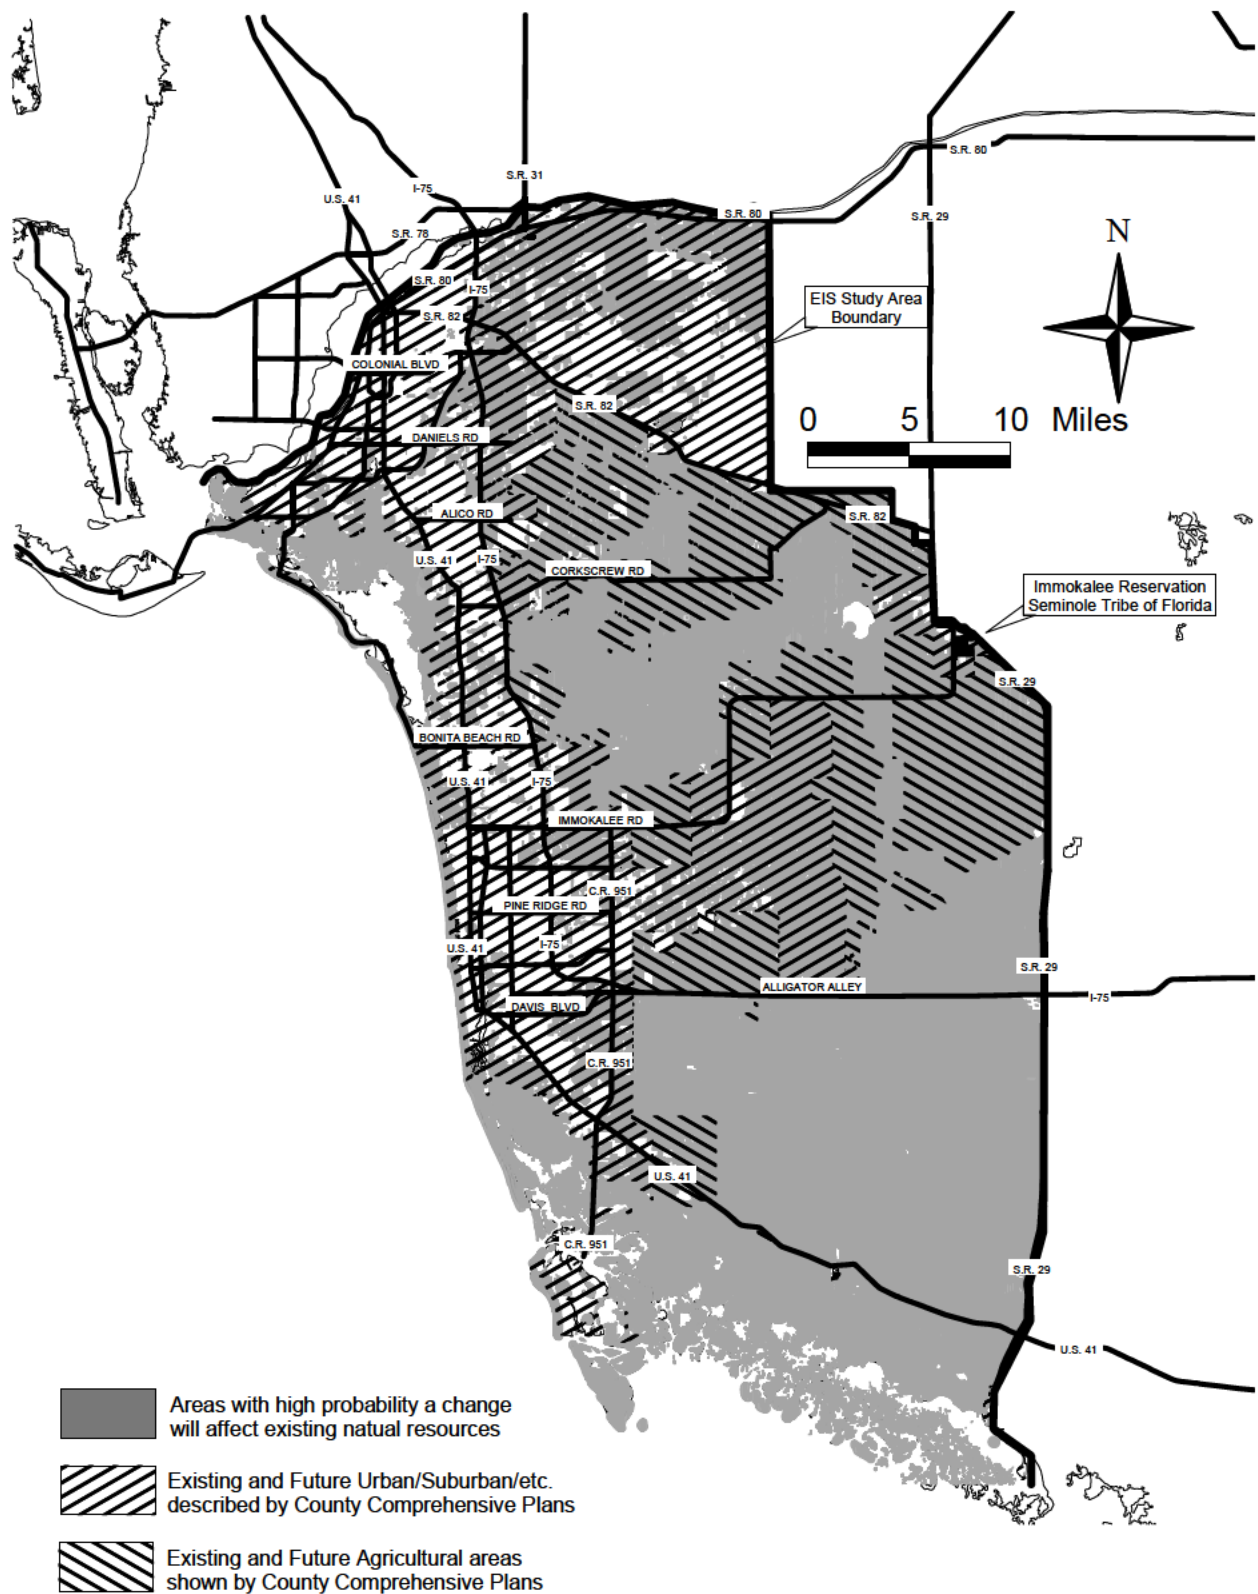 S.R. 80
S.R. 31
I-75
U.S. 41
S.R. 29
S.R. 80
S.R. 78
N
S.R. 80
I-75
EIS Study Area
Boundary
S.R. 82
COLONIAL BLVD
S.R. 82
0 5 10 Miles
DANIELS RD
ALICO RD
S.R. 82
U.S. 41
I-75
CORKSCREW RD
Immokalee Reservation
Seminole Tribe of Florida
S.R. 29
BONITA BEACH RD
U.S. 41
I-75
IMMOKALEE RD
C.R. 951
PINE RIDGE RD
U.S. 41
I-75
S.R. 29
ALLIGATOR ALLEY
I-75
DAVIS BLVD
C.R. 951
U.S. 41
C.R. 951
S.R. 29
U.S. 41
Areas with high probability a change
will affect existing natual resources
Existing and Future Urban/Suburban/etc.
described by County Comprehensive Plans
Existing and Future Agricultural areas
shown by County Comprehensive Plans